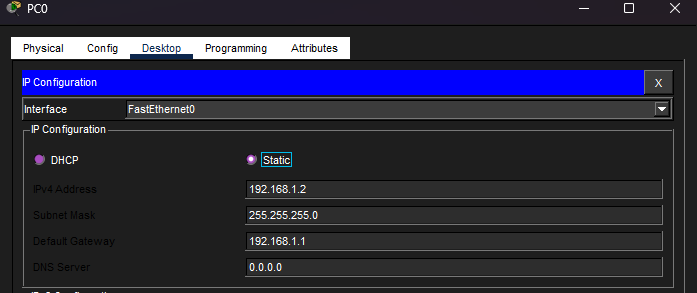 PC0
Physical Config Desktop Programming Attributes
IP Configuration X
Interface FastEthernet0
IP Configuration
DHCP Static
IPv4 Address 192.168.1.2
Subnet Mask 255.255.255.0
Default Gateway 192.168.1.1
DNS Server 0.0.0.0